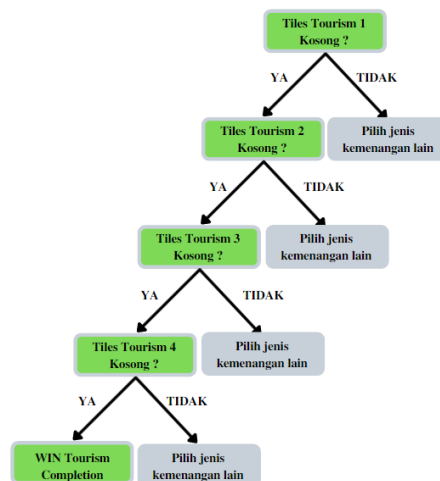 Tiles Tourism 1
Kosong ?
YA
TIDAK
Tiles Tourism 2
Kosong ?
Pilih jenis
kemenangan lain
YA
TIDAK
Tiles Tourism 3
Kosong ?
Pilih jenis
kemenangan lain
YA
TIDAK
Tiles Tourism 4
Kosong ?
Pilih jenis
kemenangan lain
YA
TIDAK
WIN Tourism
Completion
Pilih jenis
kemenangan lain